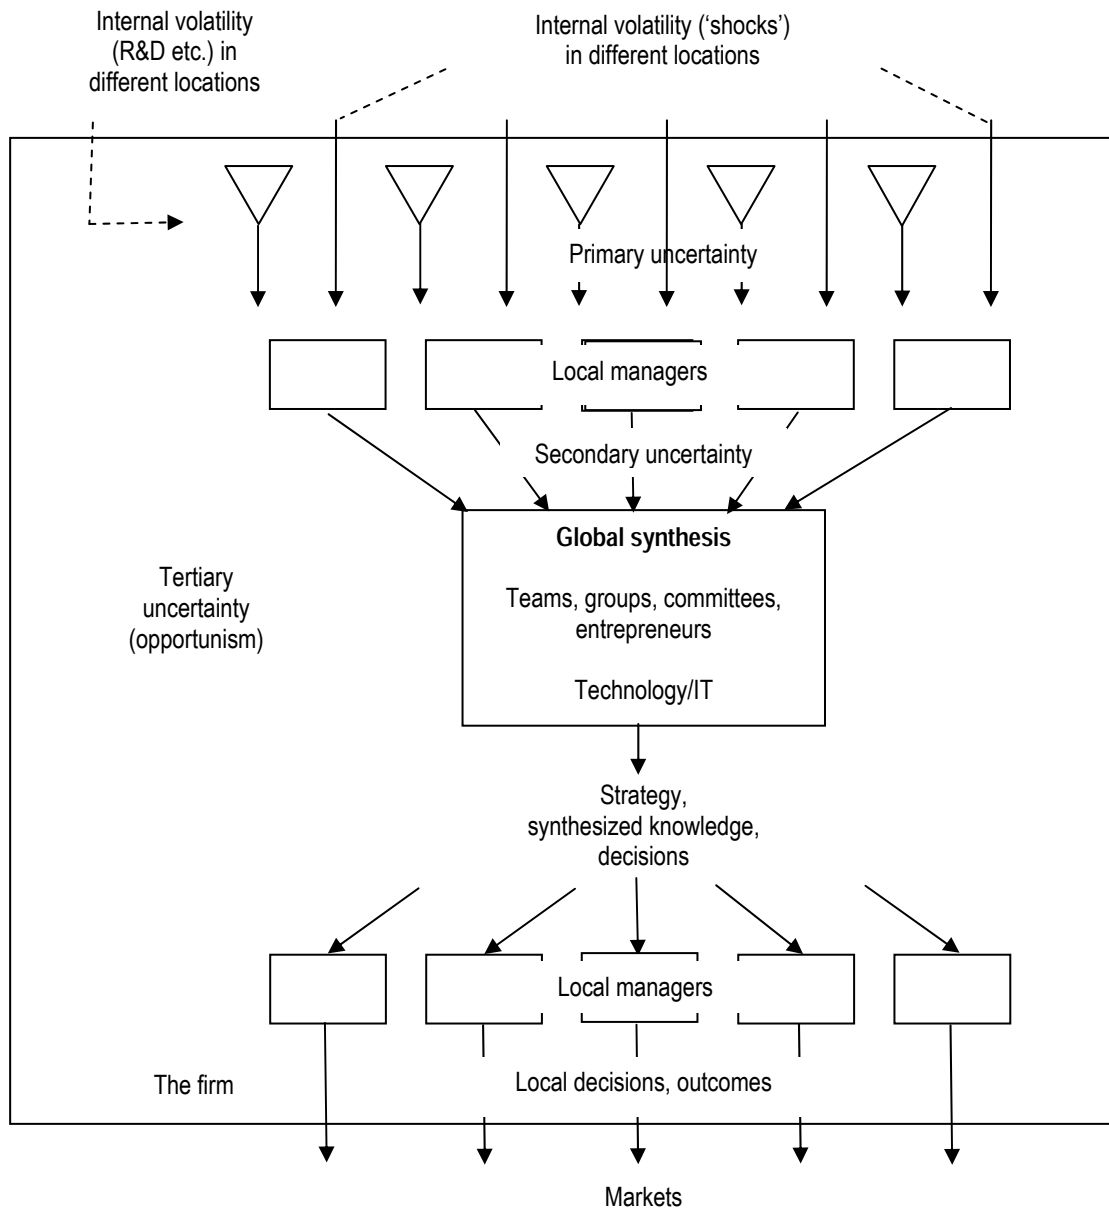 Internal volatility
(R&D etc.) in
different locations
Internal volatility (‘shocks’)
in different locations
Primary uncertainty
Local managers
Secondary uncertainty
Global synthesis
Teams, groups, committees,
entrepreneurs
Technology/IT
Tertiary
uncertainty
(opportunism)
Strategy,
synthesized knowledge,
decisions
Local managers
The firm
Local decisions, outcomes
Markets